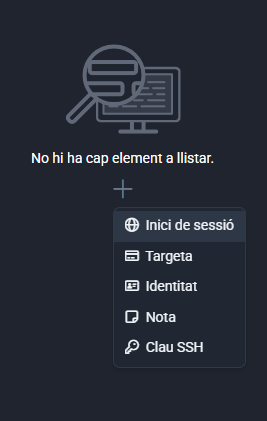 No hi ha cap element a llistar.
Inici de sessió
Targeta
Identitat
Nota
Clau SSH